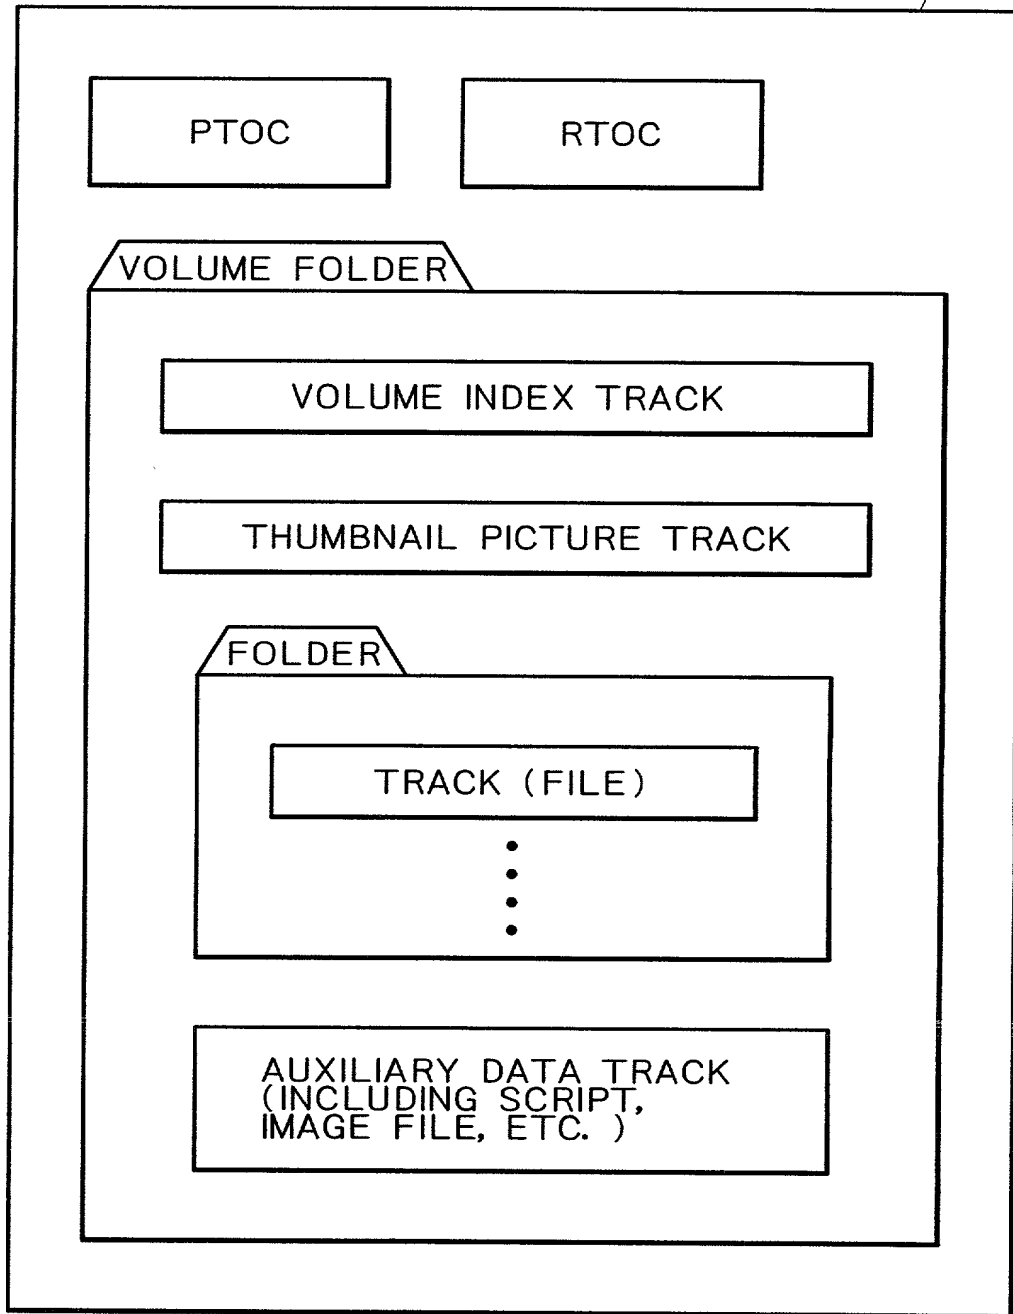 PTOC
RTOC
VOLUME FOLDER
VOLUME INDEX TRACK
THUMBNAIL PICTURE TRACK
FOLDER
TRACK (FILE)
AUXILIARY DATA TRACK
(INCLUDING SCRIPT,
IMAGE FILE, ETC. )